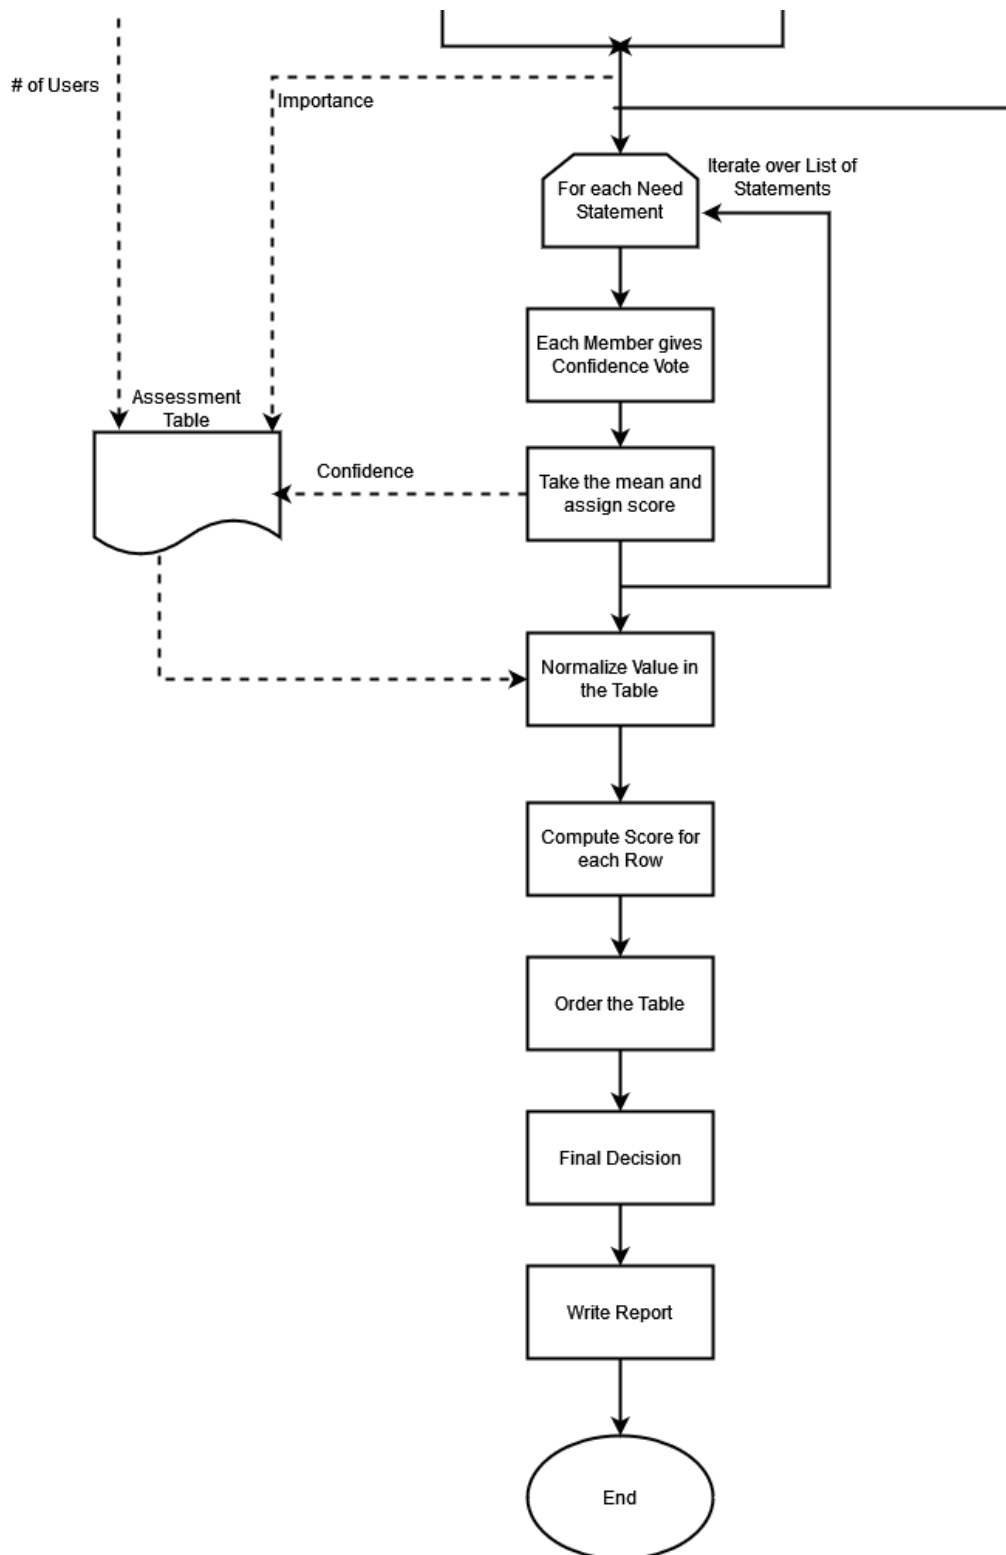 # of Users
Importance
Iterate over List of
Statements
For each Need
Statement
Each Member gives
Confidence Vote
Assessment
Table
Confidence
Take the mean and
assign score
Normalize Value in
the Table
Compute Score for
each Row
Order the Table
Final Decision
Write Report
End